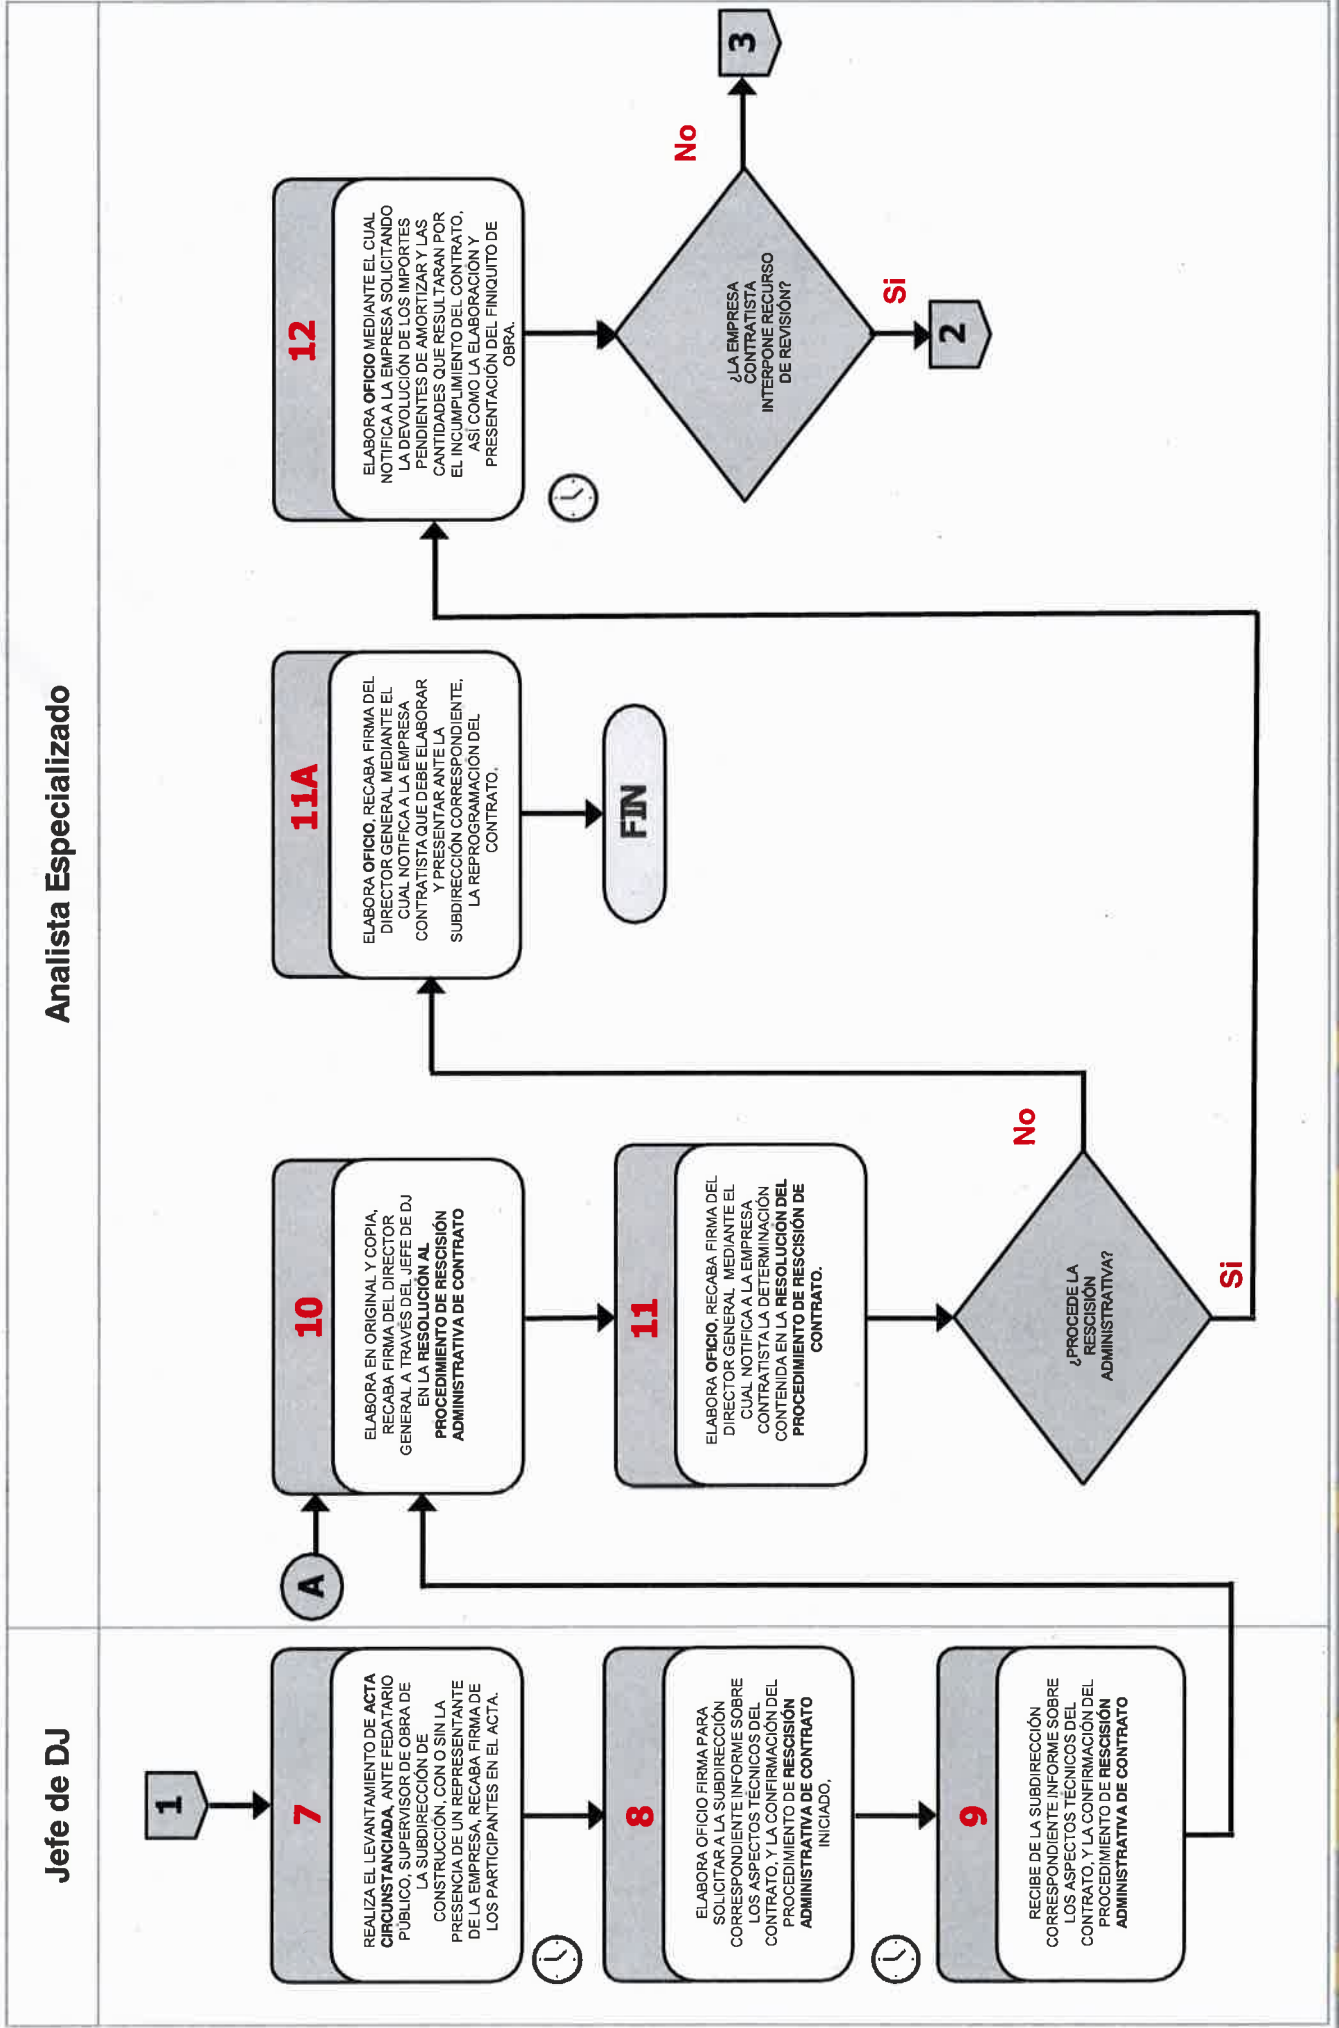 Jefe de DJ
Analista Especializado
1
7
REALIZA EL LEVANTAMIENTO DE ACTA
CIRCUNSTANCIADA, ANTE FEDATARIO
PÚBLICO, SUPERVISOR DE OBRA DE
LA SUBDIRECCIÓN DE
CONSTRUCCIÓN, CON O SIN LA
PRESENCIA DE UN REPRESENTANTE
DE LA EMPRESA, RECABA FIRMA DE
LOS PARTICIPANTES EN EL ACTA.
8
ELABORA OFICIO FIRMA PARA
SOLICITAR A LA SUBDIRECCIÓN
CORRESPONDIENTE INFORME SOBRE
LOS ASPECTOS TÉCNICOS DEL
CONTRATO, Y LA CONFIRMACIÓN DEL
PROCEDIMIENTO DE RESCISIÓN
ADMINISTRATIVA DE CONTRATO
INICIADO,
9
RECIBE DE LA SUBDIRECCIÓN
CORRESPONDIENTE INFORME SOBRE
LOS ASPECTOS TÉCNICOS DEL
CONTRATO, Y LA CONFIRMACIÓN DEL
PROCEDIMIENTO DE RESCISIÓN
ADMINISTRATIVA DE CONTRATO
A
10
ELABORA EN ORIGINAL Y COPIA,
RECABA FIRMA DEL DIRECTOR
GENERAL A TRAVÉS DEL JEFE DE DJ
EN LA RESOLUCIÓN AL
PROCEDIMIENTO DE RESCISIÓN
ADMINISTRATIVA DE CONTRATO
11
ELABORA OFICIO, RECABA FIRMA DEL
DIRECTOR GENERAL MEDIANTE EL
CUAL NOTIFICA A LA EMPRESA
CONTRATISTA LA DETERMINACIÓN
CONTENIDA EN LA RESOLUCIÓN DEL
PROCEDIMIENTO DE RESCISIÓN DE
CONTRATO.
¿PROCEDE LA
RESCISIÓN
ADMINISTRATIVA?
No
Si
11A
ELABORA OFICIO, RECABA FIRMA DEL
DIRECTOR GENERAL MEDIANTE EL
CUAL NOTIFICA A LA EMPRESA
CONTRATISTA QUE DEBE ELABORAR
Y PRESENTAR ANTE LA
SUBDIRECCIÓN CORRESPONDIENTE,
LA REPROGRAMACIÓN DEL
CONTRATO.
FIN
12
ELABORA OFICIO MEDIANTE EL CUAL
NOTIFICA A LA EMPRESA SOLICITANDO
LA DEVOLUCIÓN DE LOS IMPORTES
PENDIENTES DE AMORTIZAR Y LAS
CANTIDADES QUE RESULTARAN POR
EL INCUMPLIMIENTO DEL CONTRATO,
ASÍ COMO LA ELABORACIÓN Y
PRESENTACIÓN DEL FINIQUITO DE
OBRA.
¿LA EMPRESA
CONTRATISTA
INTERPONE RECURSO
DE REVISIÓN?
No
3
Si
2